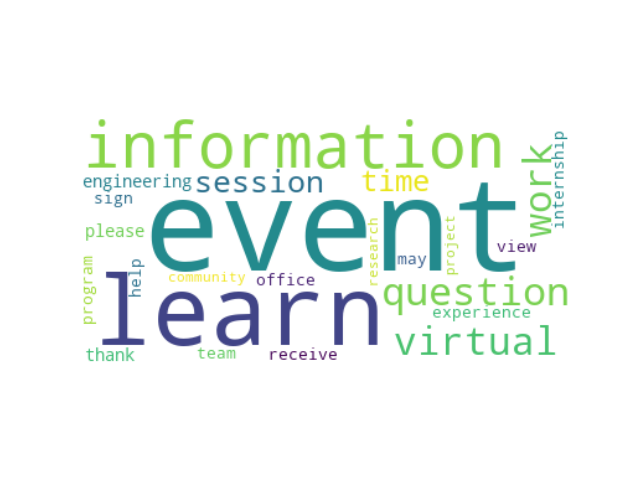 information
work
internship
engineering
session
time
sign
event
please
research
project
view
may
program
help
community
office
learn
question
experience
virtual
thank
team
receive